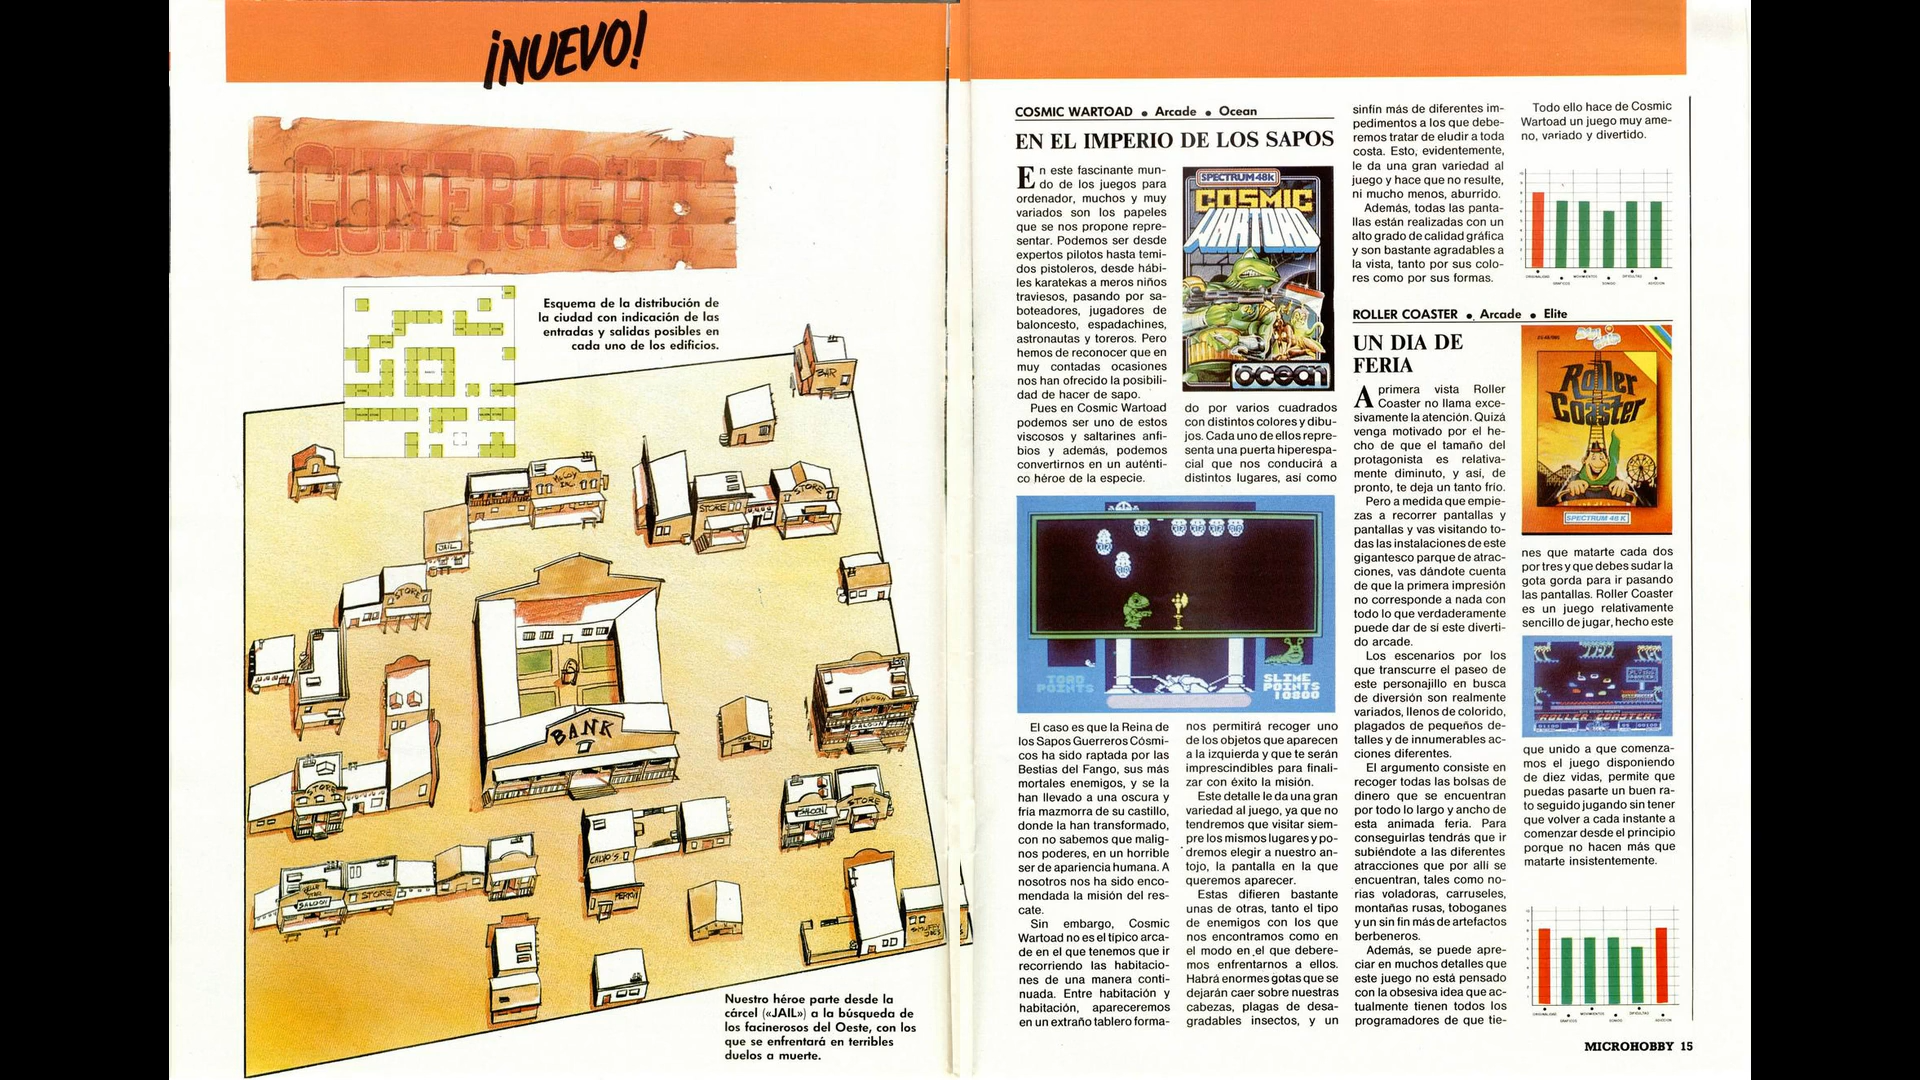 ¡NUEVO!
GUNFRIGHT
Esquema de la distribución de
la ciudad con indicación de las
entradas y salidas posibles en
cada uno de los edificios.
BAR
McCOY
INC.
STORE
STORE
JAIL
STORE
BANK
SALOON
SALOON
JOE'S
STORE
SALOON
STORE
CALVO'S
PERCY
BELLE
STAR
SALOON
STORE
SMUFFY
JOE'S
Nuestro héroe parte desde la
cárcel («JAIL») a la búsqueda de
los facinerosos del Oeste, con los
que se enfrentará en terribles
duelos a muerte.
COSMIC WARTOAD ● Arcade ● Ocean
EN EL IMPERIO DE LOS SAPOS
En este fascinante mun-
do de los juegos para
ordenador, muchos y muy
variados son los papeles
que se nos propone repre-
sentar. Podemos ser desde
expertos pilotos hasta temi-
dos pistoleros, desde hábi-
les karatekas a meros niños
traviesos, pasando por sa-
boteadores, jugadores de
baloncesto, espadachines,
astronautas y toreros. Pero
hemos de reconocer que en
muy contadas ocasiones
nos han ofrecido la posibili-
dad de hacer de sapo.
Pues en Cosmic Wartoad
podemos ser uno de estos
viscosos y saltarines anfi-
bios y además, podemos
convertirnos en un auténti-
co héroe de la especie.
SPECTRUM 48k
COSMIC
WARTOAD
ocean
do por varios cuadrados
con distintos colores y dibu-
jos. Cada uno de ellos repre-
senta una puerta hiperespa-
cial que nos conducirá a
distintos lugares, así como
TOAD
POINTS
SLIME
POINTS
10800
El caso es que la Reina de
los Sapos Guerreros Cósmi-
cos ha sido raptada por las
Bestias del Fango, sus más
mortales enemigos, y se la
han llevado a una oscura y
fría mazmorra de su castillo,
donde la han transformado,
con no sabemos que malig-
nos poderes, en un horrible
ser de apariencia humana. A
nosotros nos ha sido enco-
mendada la misión del res-
cate.
Sin embargo, Cosmic
Wartoad no es el típico arca-
de en el que tenemos que ir
recorriendo las habitacio-
nes de una manera conti-
nuada. Entre habitación y
habitación, apareceremos
en un extraño tablero forma-
nos permitirá recoger uno
de los objetos que aparecen
a la izquierda y que te serán
imprescindibles para finali-
zar con éxito la misión.
Este detalle le da una gran
variedad al juego, ya que no
tendremos que visitar siem-
pre los mismos lugares y po-
dremos elegir a nuestro an-
tojo, la pantalla en la que
queremos aparecer.
Estas difieren bastante
unas de otras, tanto el tipo
de enemigos con los que
nos encontramos como en
el modo en el que debere-
mos enfrentarnos a ellos.
Habrá enormes gotas que se
dejarán caer sobre nuestras
cabezas, plagas de desa-
gradables insectos, y un
sinfín más de diferentes im-
pedimentos a los que debe-
remos tratar de eludir a toda
costa. Esto, evidentemente,
le da una gran variedad al
juego y hace que no resulte,
ni mucho menos, aburrido.
Además, todas las panta-
llas están realizadas con un
alto grado de calidad gráfica
y son bastante agradables a
la vista, tanto por sus colo-
res como por sus formas.
Todo ello hace de Cosmic
Wartoad un juego muy ame-
no, variado y divertido.
ORIGINALIDAD
GRAFICOS
MOVIMIENTOS
SONIDO
DIFICULTAD
ADICCION
ROLLER COASTER ● Arcade ● Elite
UN DIA DE
FERIA
A primera vista Roller
Coaster no llama exce-
sivamente la atención. Quizá
venga motivado por el he-
cho de que el tamaño del
protagonista es relativa-
mente diminuto, y así, de
pronto, te deja un tanto frío.
Pero a medida que empie-
zas a recorrer pantallas y
pantallas y vas visitando to-
das las instalaciones de este
gigantesco parque de atrac-
ciones, vas dándote cuenta
de que la primera impresión
no corresponde a nada con
todo lo que verdaderamente
puede dar de sí este diverti-
do arcade.
Los escenarios por los
que transcurre el paseo de
este personajillo en busca
de diversión son realmente
variados, llenos de colorido,
plagados de pequeños de-
talles y de innumerables ac-
ciones diferentes.
El argumento consiste en
recoger todas las bolsas de
dinero que se encuentran
por todo lo largo y ancho de
esta animada feria. Para
conseguirlas tendrás que ir
subiéndote a las diferentes
atracciones que por allí se
encuentran, tales como no-
rias voladoras, carruseles,
montañas rusas, toboganes
y un sin fin más de artefactos
berberneros.
Además, se puede apre-
ciar en muchos detalles que
este juego no está pensado
con la obsesiva idea que ac-
tualmente tienen todos los
programadores de que tie-
Roller
Coaster
SPECTRUM 48 K
nes que matarte cada dos
por tres y que debes sudar la
gota gorda para ir pasando
las pantallas. Roller Coaster
es un juego relativamente
sencillo de jugar, hecho este
ROLLER COASTER
que unido a que comenza-
mos el juego disponiendo
de diez vidas, permite que
puedas pasarte un buen ra-
to seguido jugando sin tener
que volver a cada instante a
comenzar desde el principio
porque no hacen más que
matarte insistentemente.
ORIGINALIDAD
GRAFICOS
MOVIMIENTOS
SONIDO
DIFICULTAD
ADICCION
MICROHOBBY 15